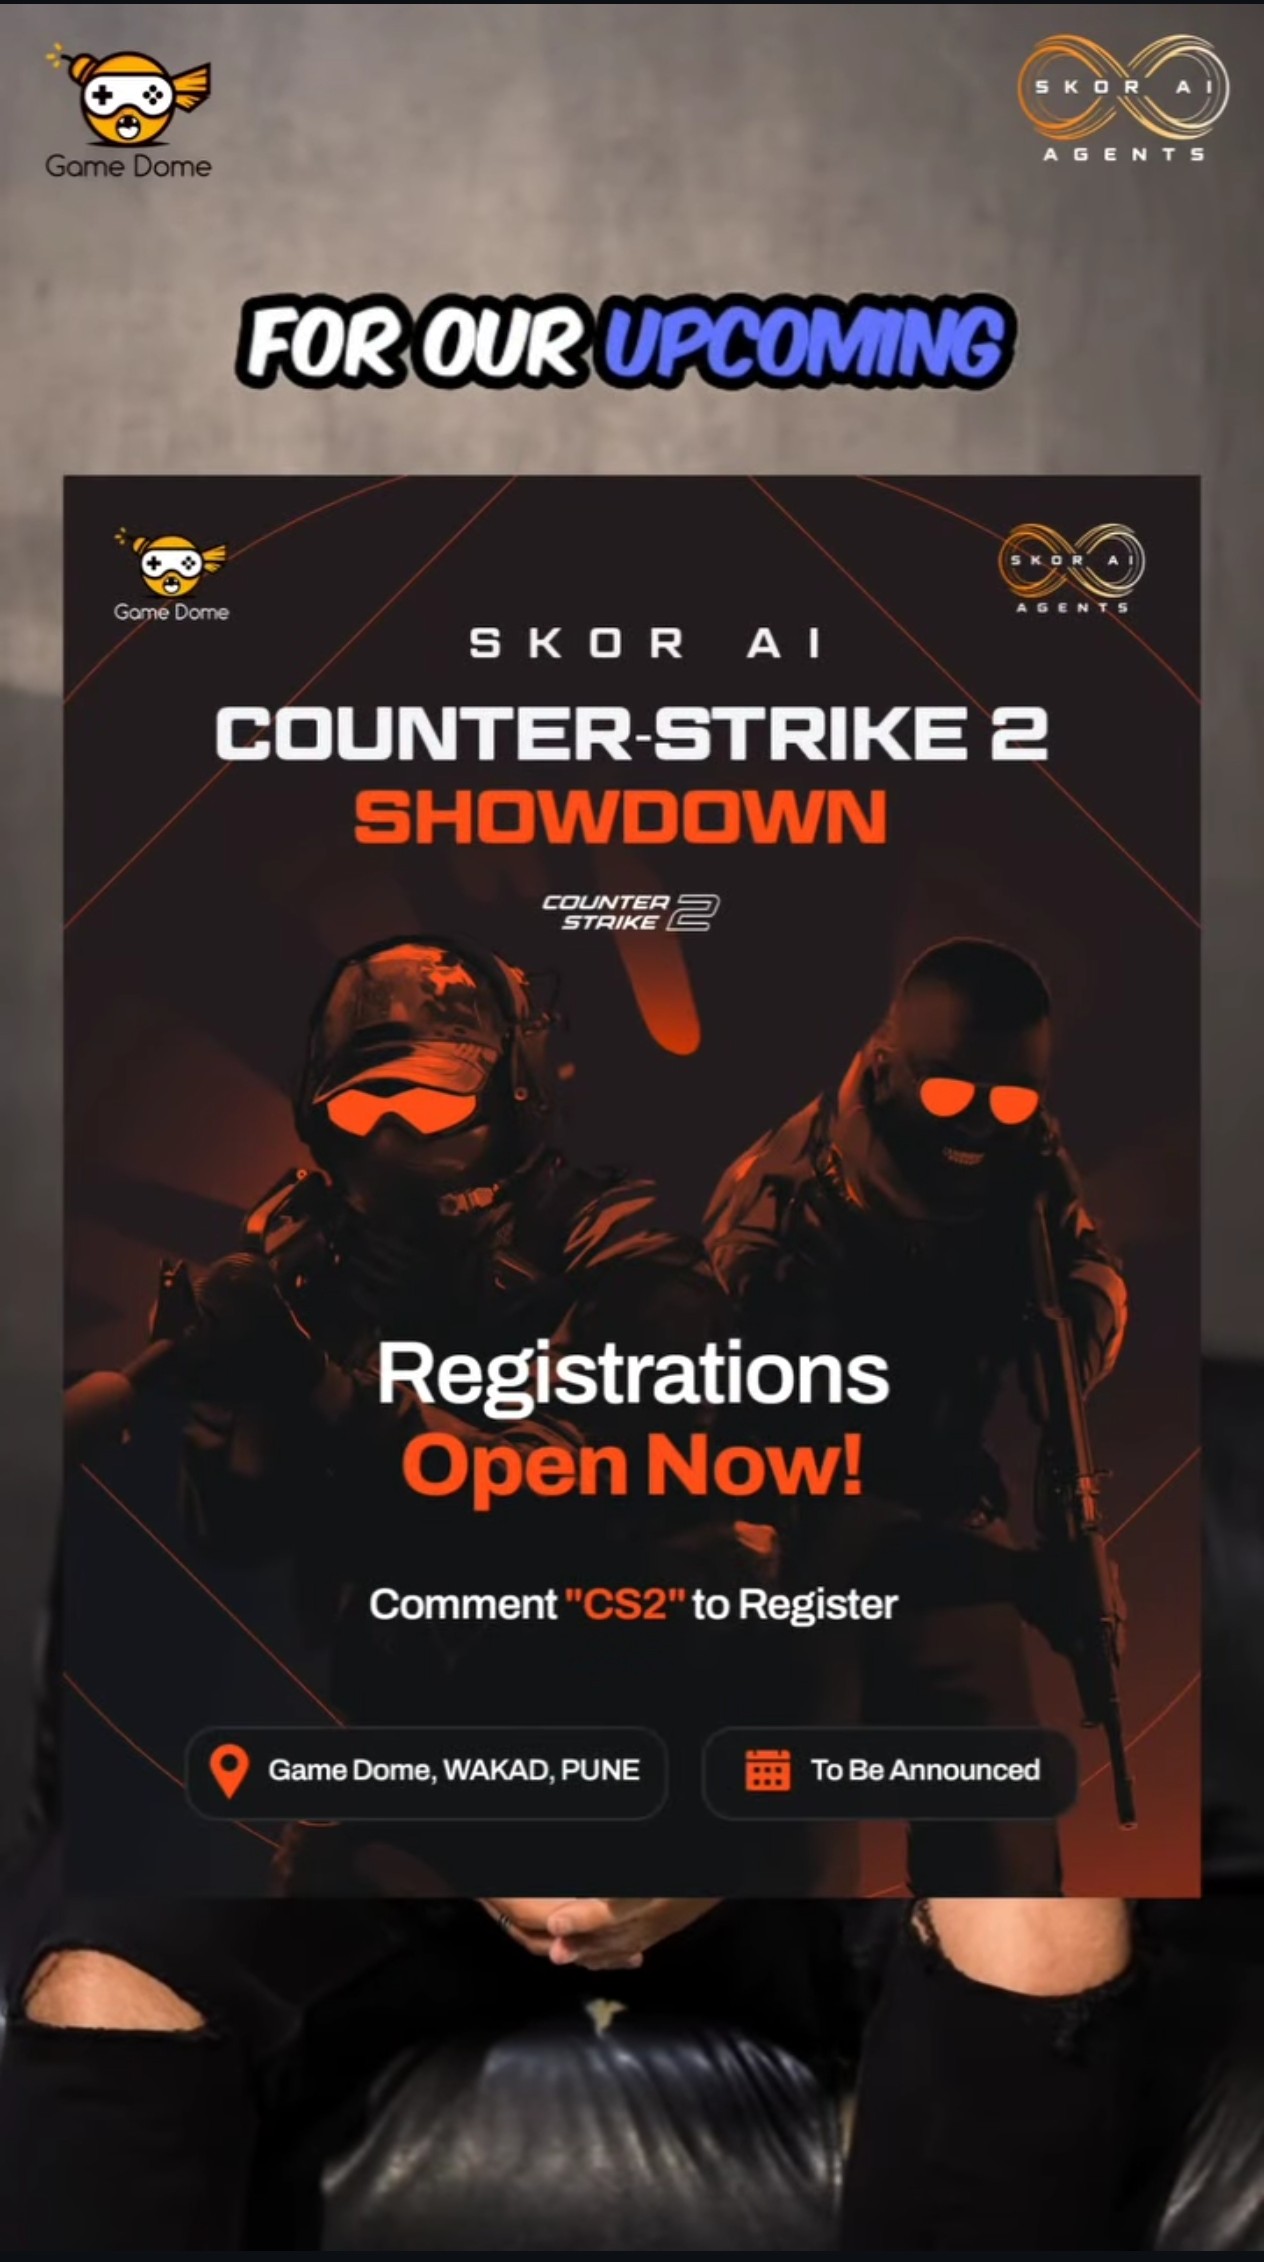 Game Dome
SKOR AI
AGENTS
FOR OUR UPCOMING
Game Dome
SKOR AI
AGENTS
SKOR AI
COUNTER-STRIKE 2
SHOWDOWN
COUNTER
STRIKE 2
Registrations
Open Now!
Comment "CS2" to Register
Game Dome, WAKAD, PUNE
To Be Announced